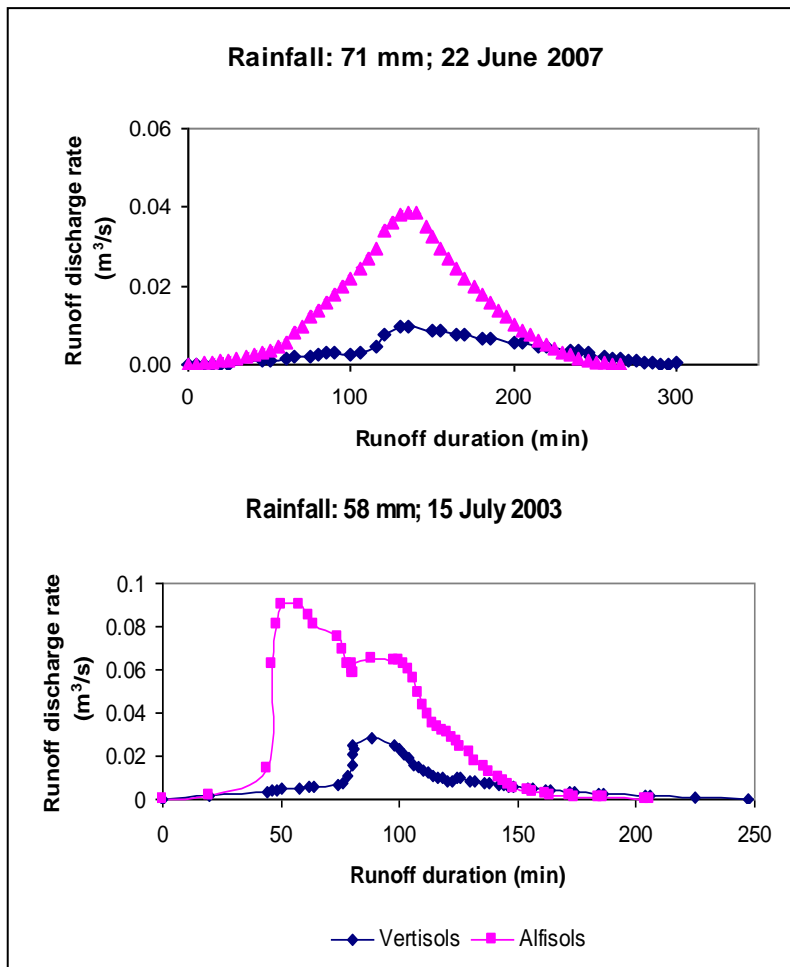 Rainfall: 71 mm; 22 June 2007
Runoff discharge rate
(m³/s)
0.06
0.04
0.02
0.00
0
100
200
300
Runoff duration (min)
Rainfall: 58 mm; 15 July 2003
Runoff discharge rate
(m³/s)
0.1
0.08
0.06
0.04
0.02
0
0
50
100
150
200
250
Runoff duration (min)
Vertisols
Alfisols